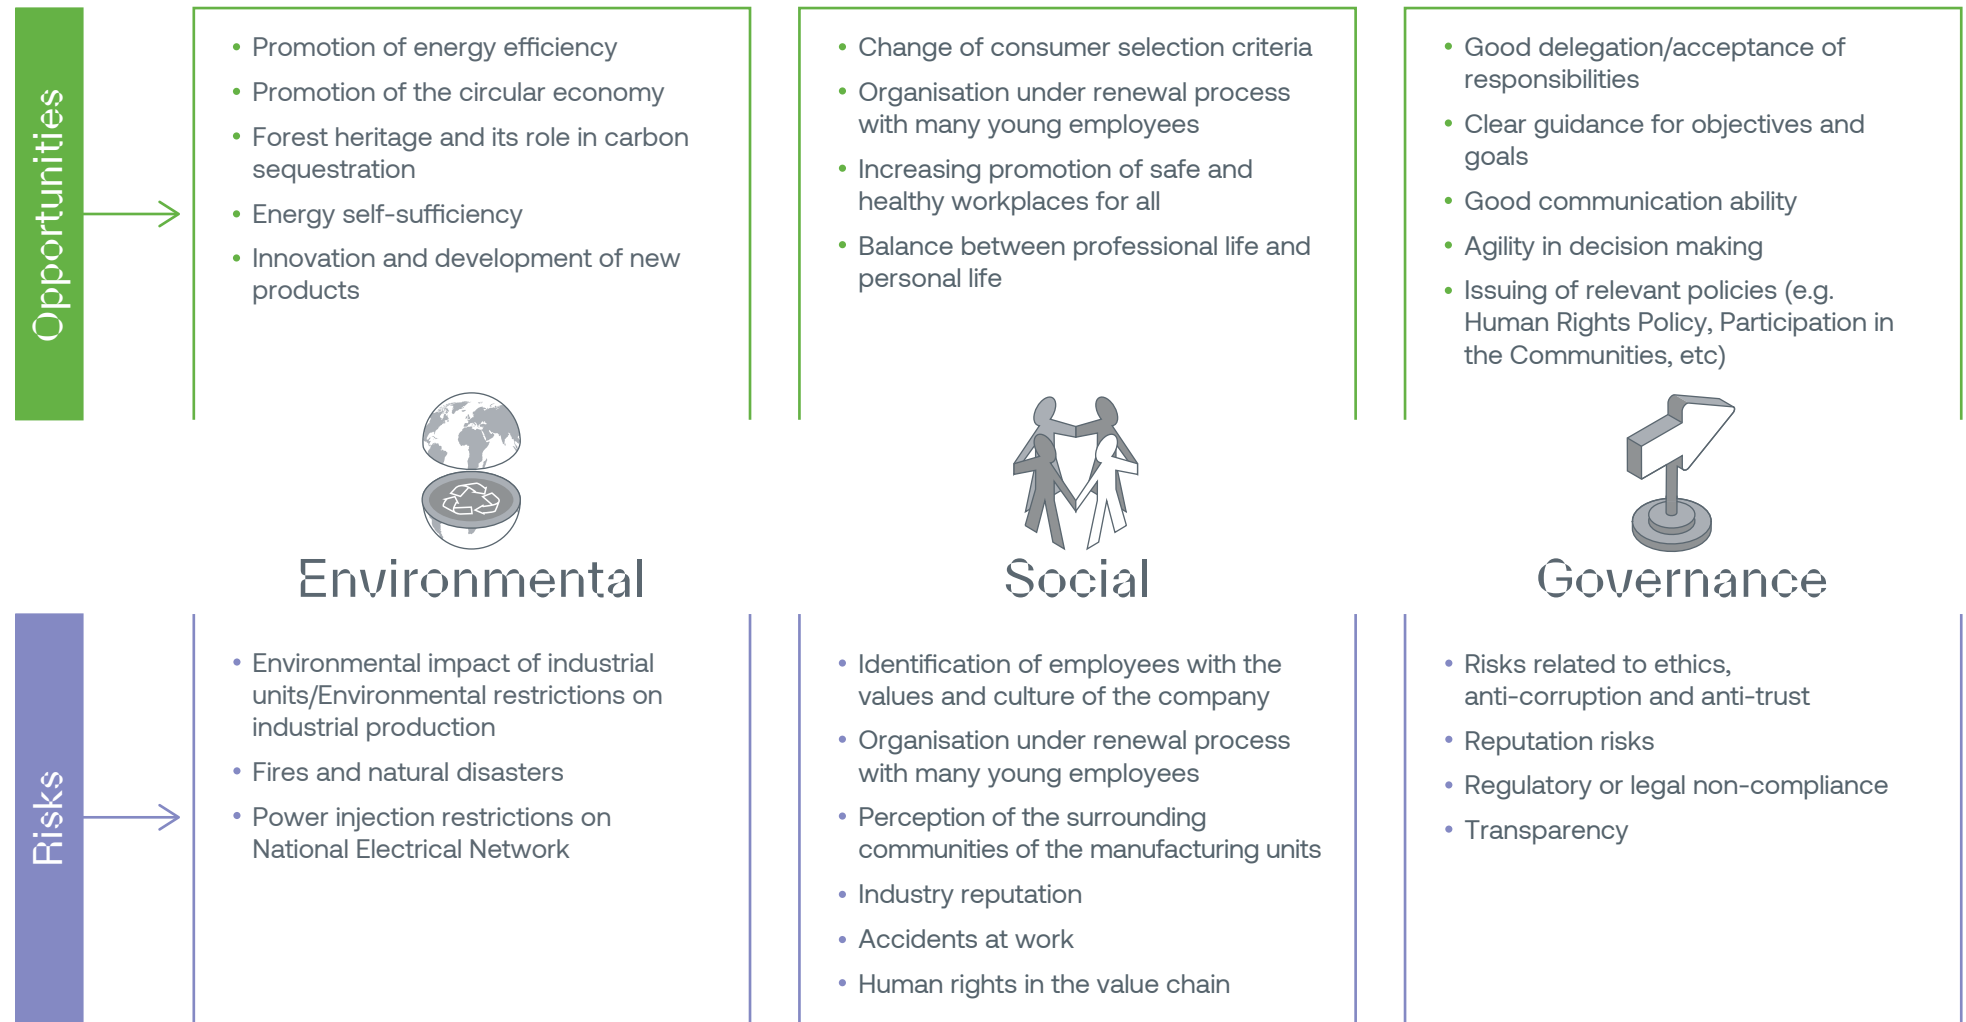 Opportunities
• Promotion of energy efficiency
• Promotion of the circular economy
• Forest heritage and its role in carbon
sequestration
• Energy self-sufficiency
• Innovation and development of new
products
• Change of consumer selection criteria
• Organisation under renewal process
with many young employees
• Increasing promotion of safe and
healthy workplaces for all
• Balance between professional life and
personal life
• Good delegation/acceptance of
responsibilities
• Clear guidance for objectives and
goals
• Good communication ability
• Agility in decision making
• Issuing of relevant policies (e.g.
Human Rights Policy, Participation in
the Communities, etc)
Environmental
Social
Governance
Risks
• Environmental impact of industrial
units/Environmental restrictions on
industrial production
• Fires and natural disasters
• Power injection restrictions on
National Electrical Network
• Identification of employees with the
values and culture of the company
• Organisation under renewal process
with many young employees
• Perception of the surrounding
communities of the manufacturing units
• Industry reputation
• Accidents at work
• Human rights in the value chain
• Risks related to ethics,
anti-corruption and anti-trust
• Reputation risks
• Regulatory or legal non-compliance
• Transparency